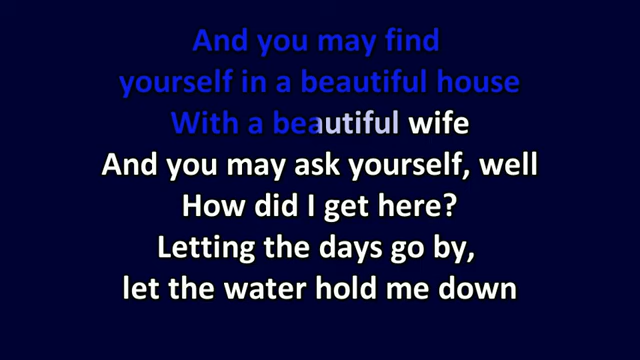 And you may find
yourself in a beautiful house
With a beautiful wife
And you may ask yourself, well
How did I get here?
Letting the days go by,
let the water hold me down